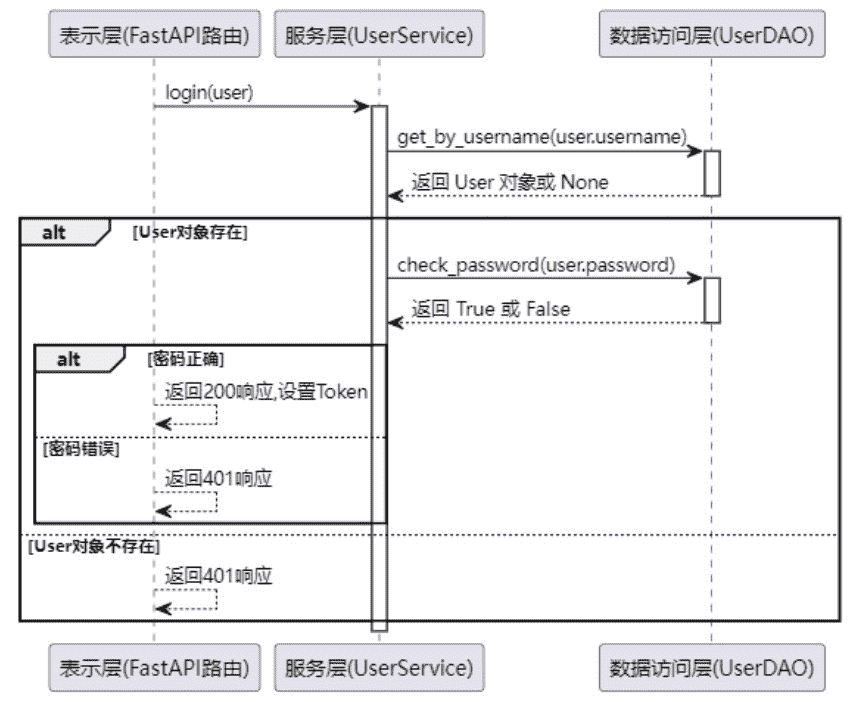 表示层(FastAPI路由) 服务层(UserService) 数据访问层(UserDAO)
login(user)
get_by_username(user.username)
返回 User 对象或 None
alt [User对象存在]
check_password(user.password)
返回 True 或 False
alt [密码正确]
返回200响应,设置Token
[密码错误]
返回401响应
[User对象不存在]
返回401响应
表示层(FastAPI路由) 服务层(UserService) 数据访问层(UserDAO)